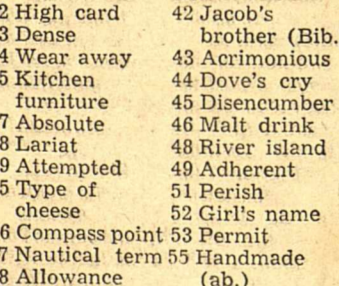 2 High card
3 Dense
4 Wear away
5 Kitchen
furniture
7 Absolute
8 Lariat
9 Attempted
5 Type of
cheese
6 Compass point
7 Nautical term
8 Allowance
42 Jacob's
brother (Bib.
43 Acrimonious
44 Dove's cry
45 Disencumber
46 Malt drink
48 River island
49 Adherent
51 Perish
52 Girl's name
53 Permit
55 Handmade
(ab.)